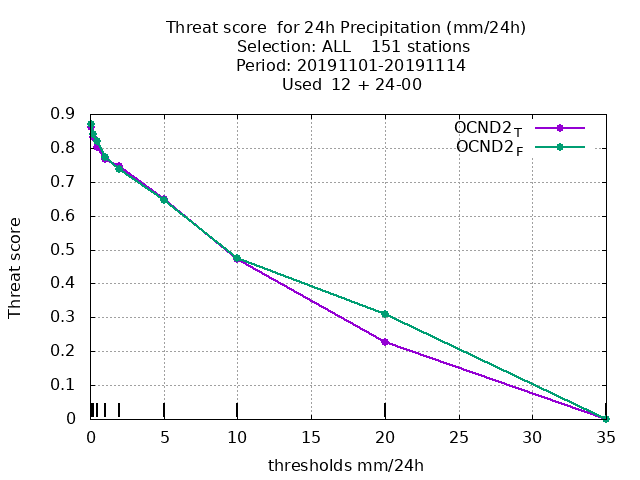 Threat score  for 24h Precipitation (mm/24h)
Selection: ALL    151 stations
Period: 20191101-20191114
Used  12 + 24-00
OCND2_T
OCND2_F
Threat score
0.9
0.8
0.7
0.6
0.5
0.4
0.3
0.2
0.1
0
0 5 10 15 20 25 30 35
thresholds mm/24h